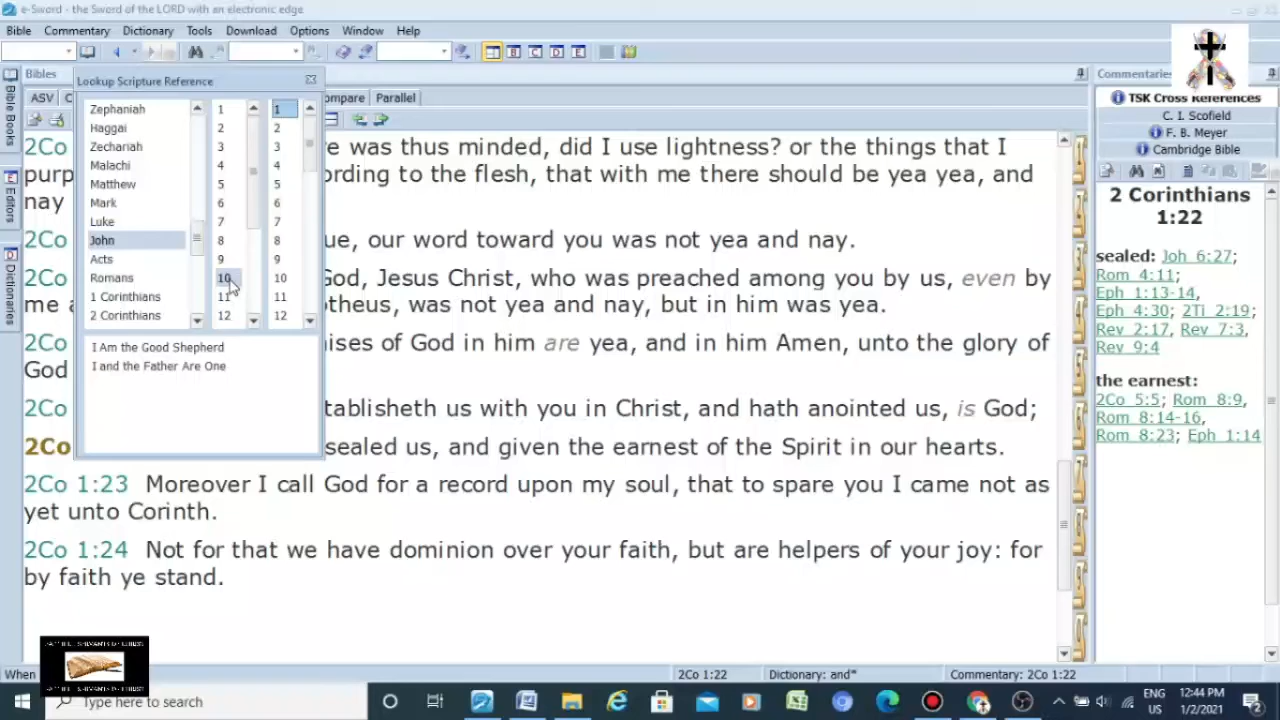 e-Sword - the Sword of the LORD with an electronic edge
Bible Commentary Dictionary Tools Download Options Window Help
Bibles
Lookup Scripture Reference
Commentaries
ASV
ompare Parallel
TSK Cross References
C. I. Scofield
F. B. Meyer
Cambridge Bible
Bible Books
Editors
Dictionaries
Zephaniah 1 1
Haggai 2 2
Zechariah 3 3
Malachi 4 4
Matthew 5 5
Mark 6 6
Luke 7 7
John 8 8
Acts 9 9
Romans 10 10
1 Corinthians 11 11
2 Corinthians 12 12
I Am the Good Shepherd
I and the Father Are One
2Co re was thus minded, did I use lightness? or the things that I
purp ording to the flesh, that with me there should be yea yea, and
nay
2Co ue, our word toward you was not yea and nay.
2Co God, Jesus Christ, who was preached among you by us, even by
me a otheus, was not yea and nay, but in him was yea.
2Co ises of God in him are yea, and in him Amen, unto the glory of
God
2Co tablisheth us with you in Christ, and hath anointed us, is God;
2Co sealed us, and given the earnest of the Spirit in our hearts.
2Co 1:23 Moreover I call God for a record upon my soul, that to spare you I came not as
yet unto Corinth.
2Co 1:24 Not for that we have dominion over your faith, but are helpers of your joy: for
by faith ye stand.
2 Corinthians
1:22
sealed: Joh 6:27;
Rom 4:11;
Eph 1:13-14,
Eph 4:30; 2Ti 2:19;
Rev 2:17, Rev 7:3,
Rev 9:4
the earnest:
2Co 5:5; Rom 8:9,
Rom 8:14-16,
Rom 8:23; Eph 1:14
When
2Co 1:22 Dictionary: and* Commentary: 2Co 1:22
Type here to search
ENG
US
12:44 PM
1/2/2021
2